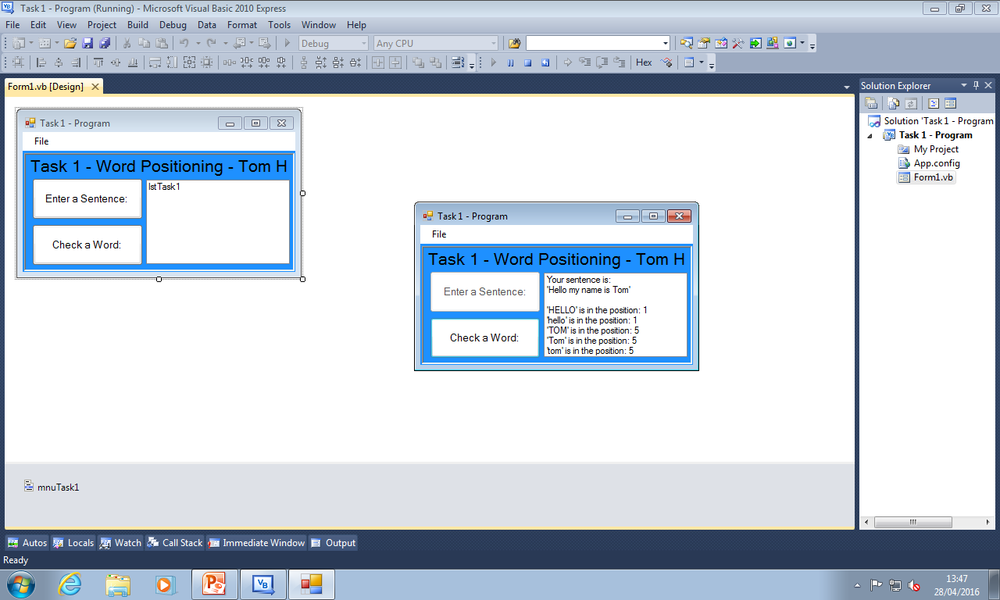 Task 1 - Program (Running) - Microsoft Visual Basic 2010 Express
File Edit View Project Build Debug Data Format Tools Window Help
Debug Any CPU
Hex
Form1.vb [Design]
Task 1 - Program
File
Task 1 - Word Positioning - Tom H
Enter a Sentence:
lstTask1
Check a Word:
Task 1 - Program
File
Task 1 - Word Positioning - Tom H
Enter a Sentence:
Check a Word:
Your sentence is:
'Hello my name is Tom'
'HELLO' is in the position: 1
'hello' is in the position: 1
'TOM' is in the position: 5
'Tom' is in the position: 5
'tom' is in the position: 5
mnuTask1
Solution Explorer
Solution 'Task 1 - Program
Task 1 - Program
My Project
App.config
Form1.vb
Autos Locals Watch Call Stack Immediate Window Output
Ready
13:47
28/04/2016